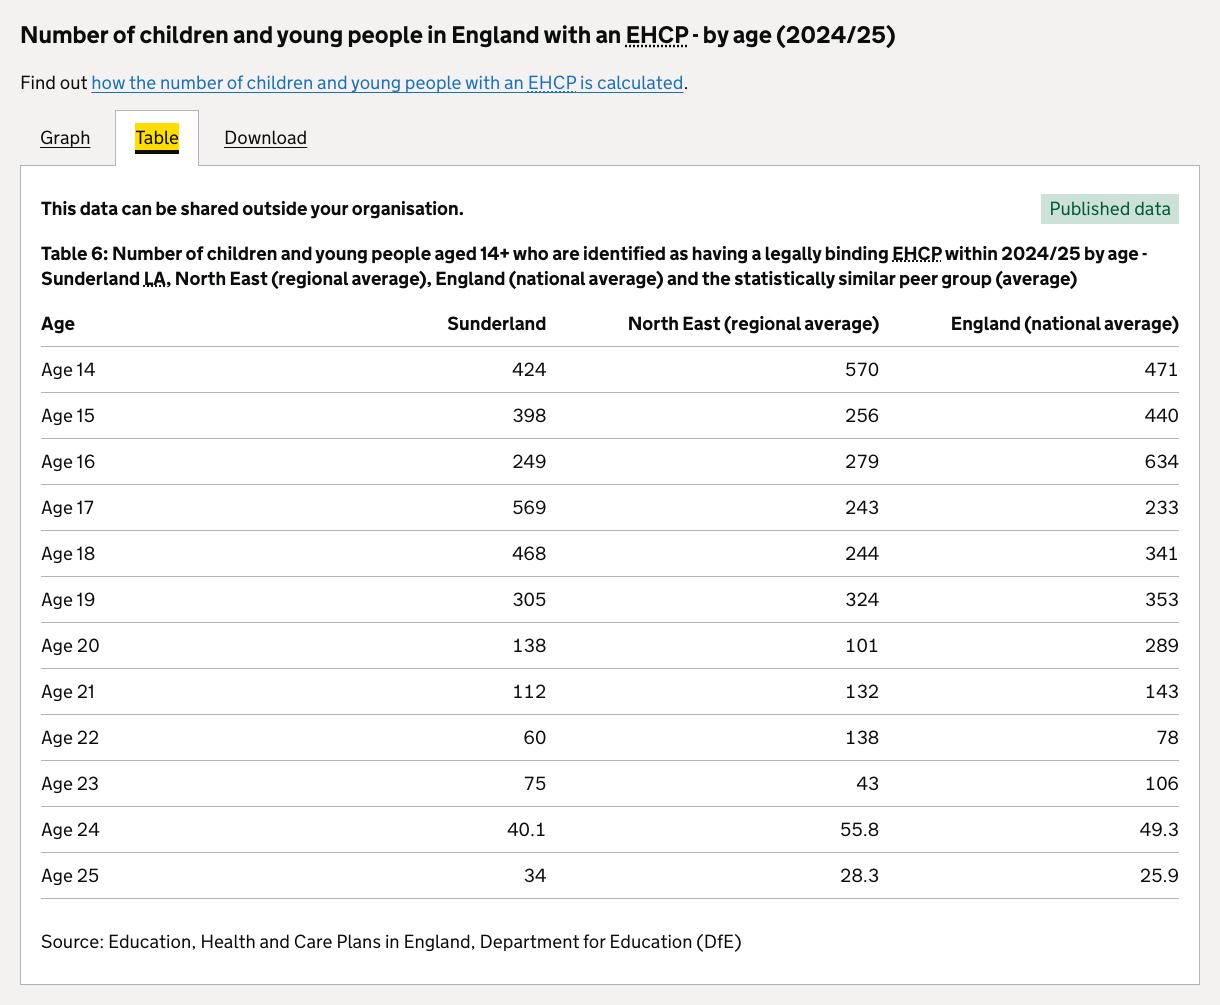 Number of children and young people in England with an EHCP - by age (2024/25)
Find out how the number of children and young people with an EHCP is calculated.
Graph Table Download
This data can be shared outside your organisation. Published data
Table 6: Number of children and young people aged 14+ who are identified as having a legally binding EHCP within 2024/25 by age -
Sunderland LA, North East (regional average), England (national average) and the statistically similar peer group (average)
Age Sunderland North East (regional average) England (national average)
Age 14 424 570 471
Age 15 398 256 440
Age 16 249 279 634
Age 17 569 243 233
Age 18 468 244 341
Age 19 305 324 353
Age 20 138 101 289
Age 21 112 132 143
Age 22 60 138 78
Age 23 75 43 106
Age 24 40.1 55.8 49.3
Age 25 34 28.3 25.9
Source: Education, Health and Care Plans in England, Department for Education (DfE)